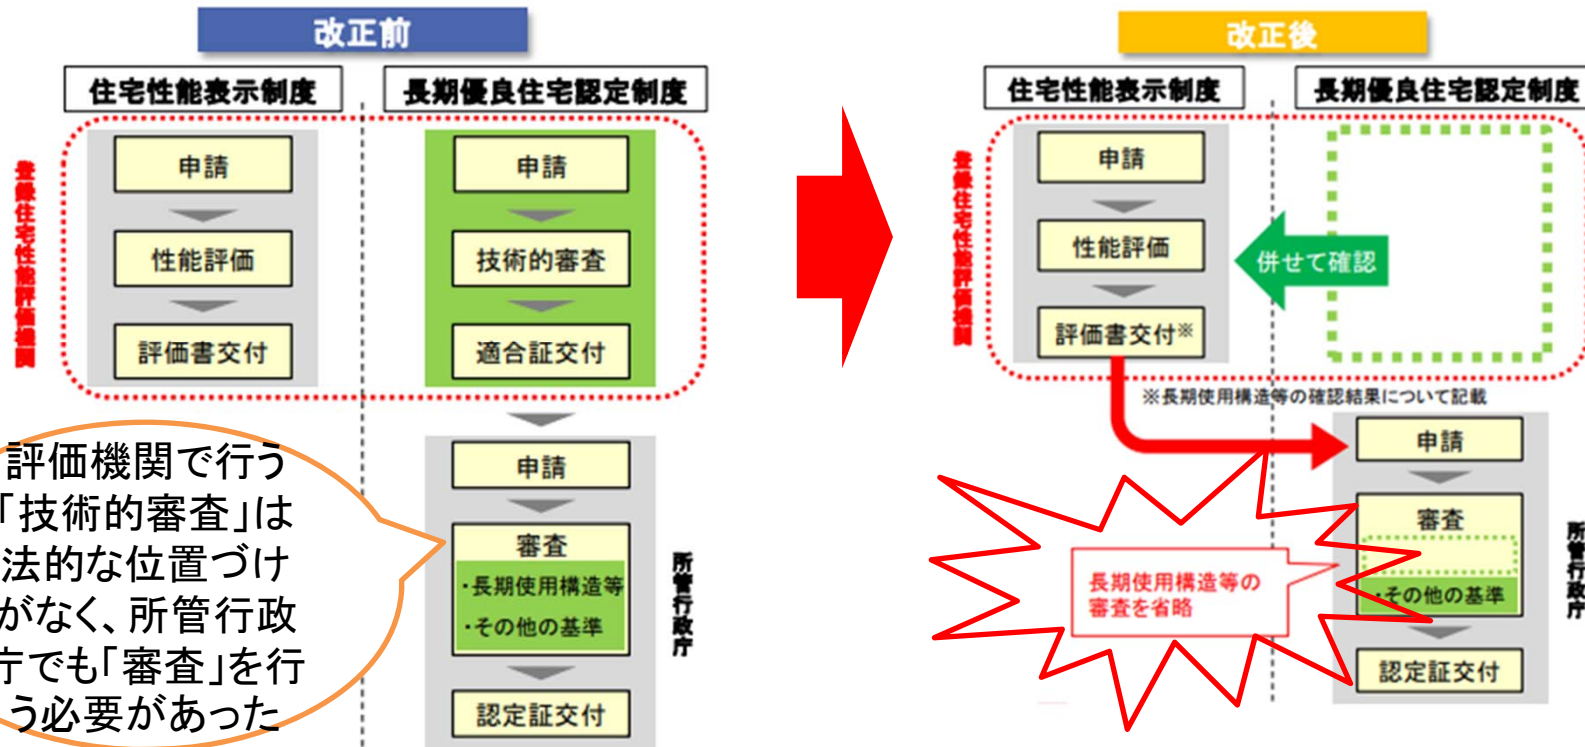 改正前
住宅性能表示制度
長期優良住宅認定制度
登録住宅性能評価機関
申請
性能評価
評価書交付
申請
技術的審査
適合証交付
申請
審査
・長期使用構造等
・その他の基準
認定証交付
所管行政庁
評価機関で行う
「技術的審査」は
法的な位置づけ
がなく、所管行政
庁でも「審査」を行
う必要があった
改正後
住宅性能表示制度
長期優良住宅認定制度
登録住宅性能評価機関
申請
性能評価
評価書交付※
併せて確認
※長期使用構造等の確認結果について記載
申請
審査
・その他の基準
認定証交付
所管行政庁
長期使用構造等の
審査を省略